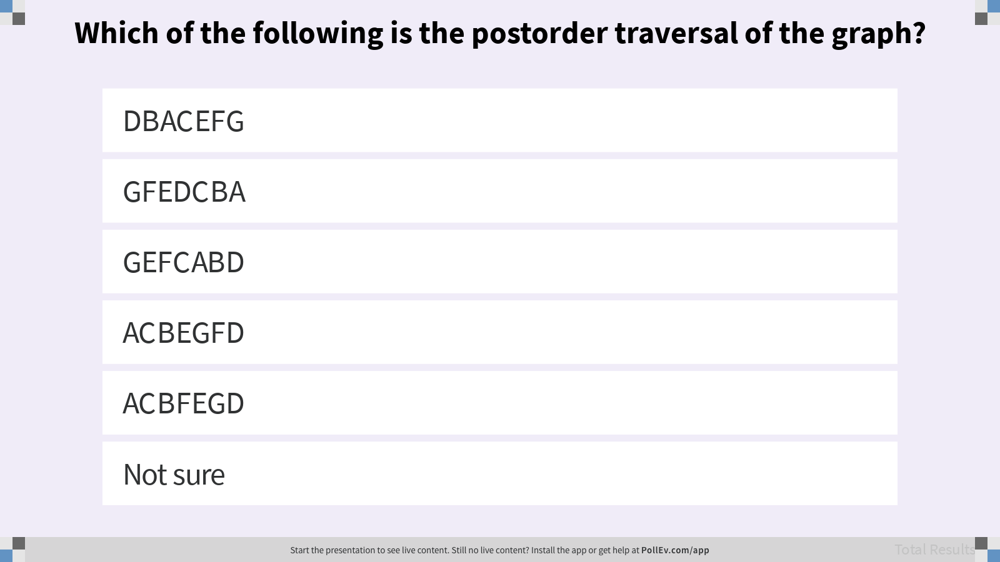 Which of the following is the postorder traversal of the graph?
DBACEFG
GFEDCBA
GEFCABD
ACBEGFD
ACBFEGD
Not sure
Start the presentation to see live content. Still no live content? Install the app or get help at PollEv.com/app
Total Results